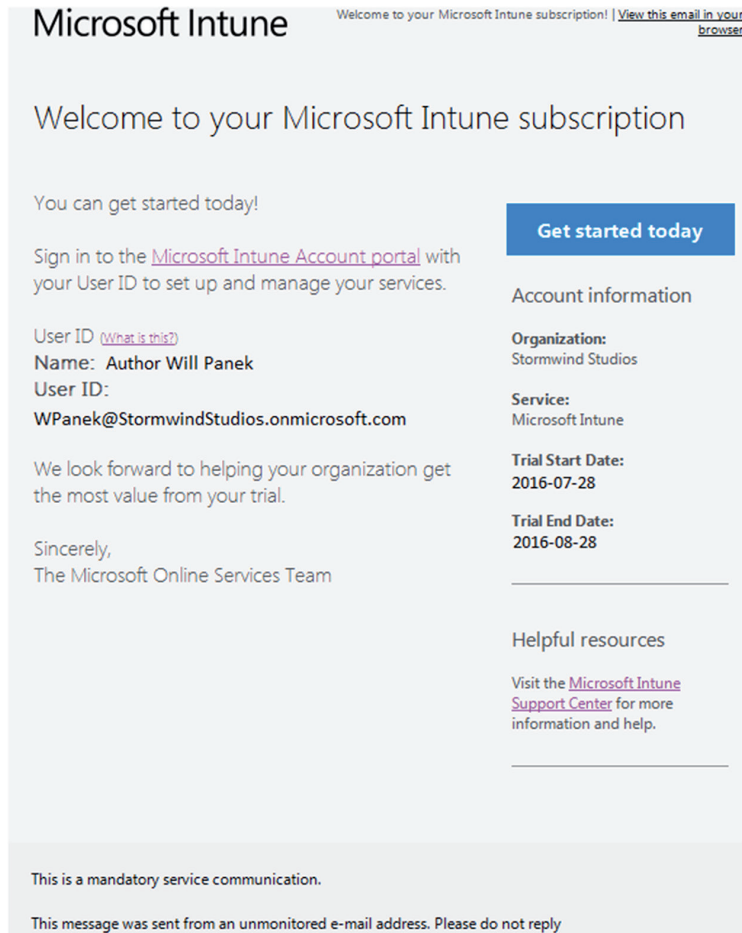 Microsoft Intune
Welcome to your Microsoft Intune subscription! | View this email in your
browser
Welcome to your Microsoft Intune subscription
You can get started today!
Sign in to the Microsoft Intune Account portal with
your User ID to set up and manage your services.
User ID (What is this?)
Name: Author Will Panek
User ID:
WPanek@StormwindStudios.onmicrosoft.com
We look forward to helping your organization get
the most value from your trial.
Sincerely,
The Microsoft Online Services Team
Get started today
Account information
Organization:
Stormwind Studios
Service:
Microsoft Intune
Trial Start Date:
2016-07-28
Trial End Date:
2016-08-28
Helpful resources
Visit the Microsoft Intune
Support Center for more
information and help.
This is a mandatory service communication.
This message was sent from an unmonitored e-mail address. Please do not reply